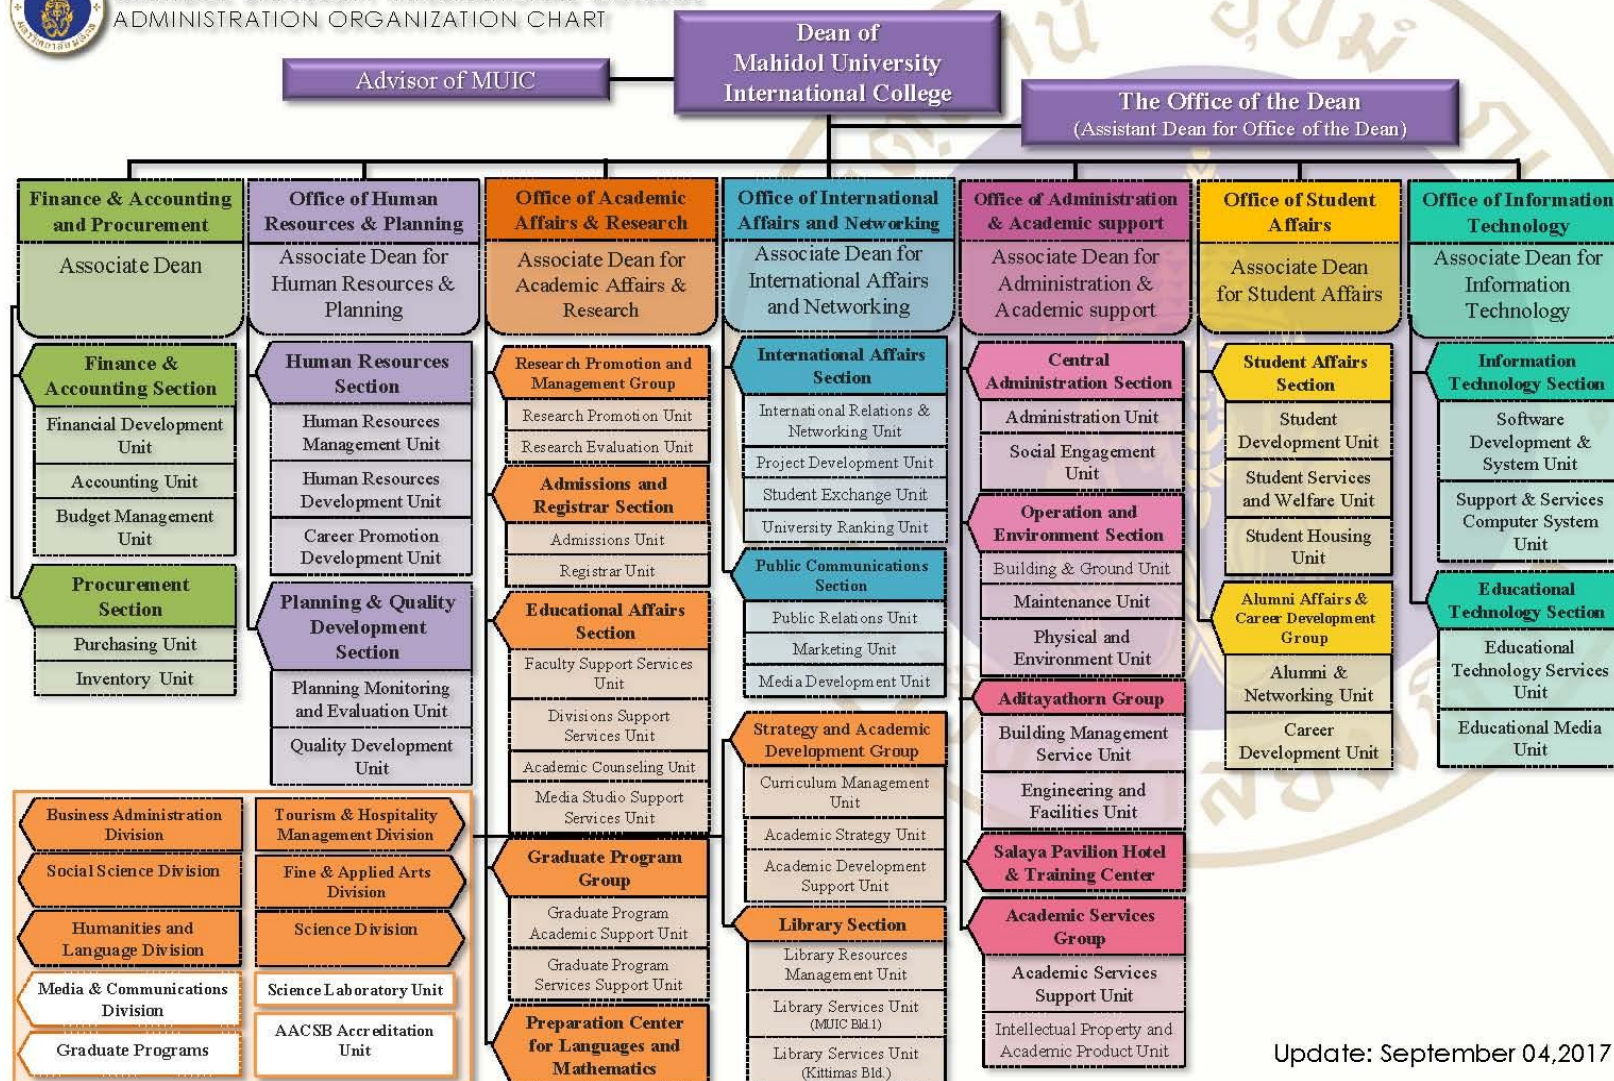 ADMINISTRATION ORGANIZATION CHART
Dean of
Mahidol University
International College
Advisor of MUIC
The Office of the Dean
(Assistant Dean for Office of the Dean)
Finance & Accounting
and Procurement
Associate Dean
Finance &
Accounting Section
Financial Development
Unit
Accounting Unit
Budget Management
Unit
Procurement
Section
Purchasing Unit
Inventory Unit
Office of Human
Resources & Planning
Associate Dean for
Human Resources &
Planning
Human Resources
Section
Human Resources
Management Unit
Human Resources
Development Unit
Career Promotion
Development Unit
Planning & Quality
Development
Section
Planning Monitoring
and Evaluation Unit
Quality Development
Unit
Office of Academic
Affairs & Research
Associate Dean for
Academic Affairs &
Research
Research Promotion and
Management Group
Research Promotion Unit
Research Evaluation Unit
Admissions and
Registrar Section
Admissions Unit
Registrar Unit
Educational Affairs
Section
Faculty Support Services
Unit
Divisions Support
Services Unit
Academic Counseling Unit
Media Studio Support
Services Unit
Graduate Program
Group
Graduate Program
Academic Support Unit
Graduate Program
Services Support Unit
Preparation Center
for Languages and
Mathematics
Office of International
Affairs and Networking
Associate Dean for
International Affairs
and Networking
International Affairs
Section
International Relations &
Networking Unit
Project Development Unit
Student Exchange Unit
University Ranking Unit
Public Communications
Section
Public Relations Unit
Marketing Unit
Media Development Unit
Strategy and Academic
Development Group
Curriculum Management
Unit
Academic Strategy Unit
Academic Development
Support Unit
Library Section
Library Resources
Management Unit
Library Services Unit
(MUIC Bld.1)
Library Services Unit
(Kittimas Bld.)
Office of Administration
& Academic support
Associate Dean for
Administration &
Academic support
Central
Administration Section
Administration Unit
Social Engagement
Unit
Operation and
Environment Section
Building & Ground Unit
Maintenance Unit
Physical and
Environment Unit
Aditayathorn Group
Building Management
Service Unit
Engineering and
Facilities Unit
Salaya Pavilion Hotel
& Training Center
Academic Services
Group
Academic Services
Support Unit
Intellectual Property and
Academic Product Unit
Office of Student
Affairs
Associate Dean
for Student Affairs
Student Affairs
Section
Student
Development Unit
Student Services
and Welfare Unit
Student Housing
Unit
Alumni Affairs &
Career Development
Group
Alumni &
Networking Unit
Career
Development Unit
Office of Information
Technology
Associate Dean for
Information
Technology
Information
Technology Section
Software
Development &
System Unit
Support & Services
Computer System
Unit
Educational
Technology Section
Educational
Technology Services
Unit
Educational Media
Unit
Business Administration
Division
Social Science Division
Humanities and
Language Division
Media & Communications
Division
Graduate Programs
Tourism & Hospitality
Management Division
Fine & Applied Arts
Division
Science Division
Science Laboratory Unit
AACSB Accreditation
Unit
Update: September 04,2017